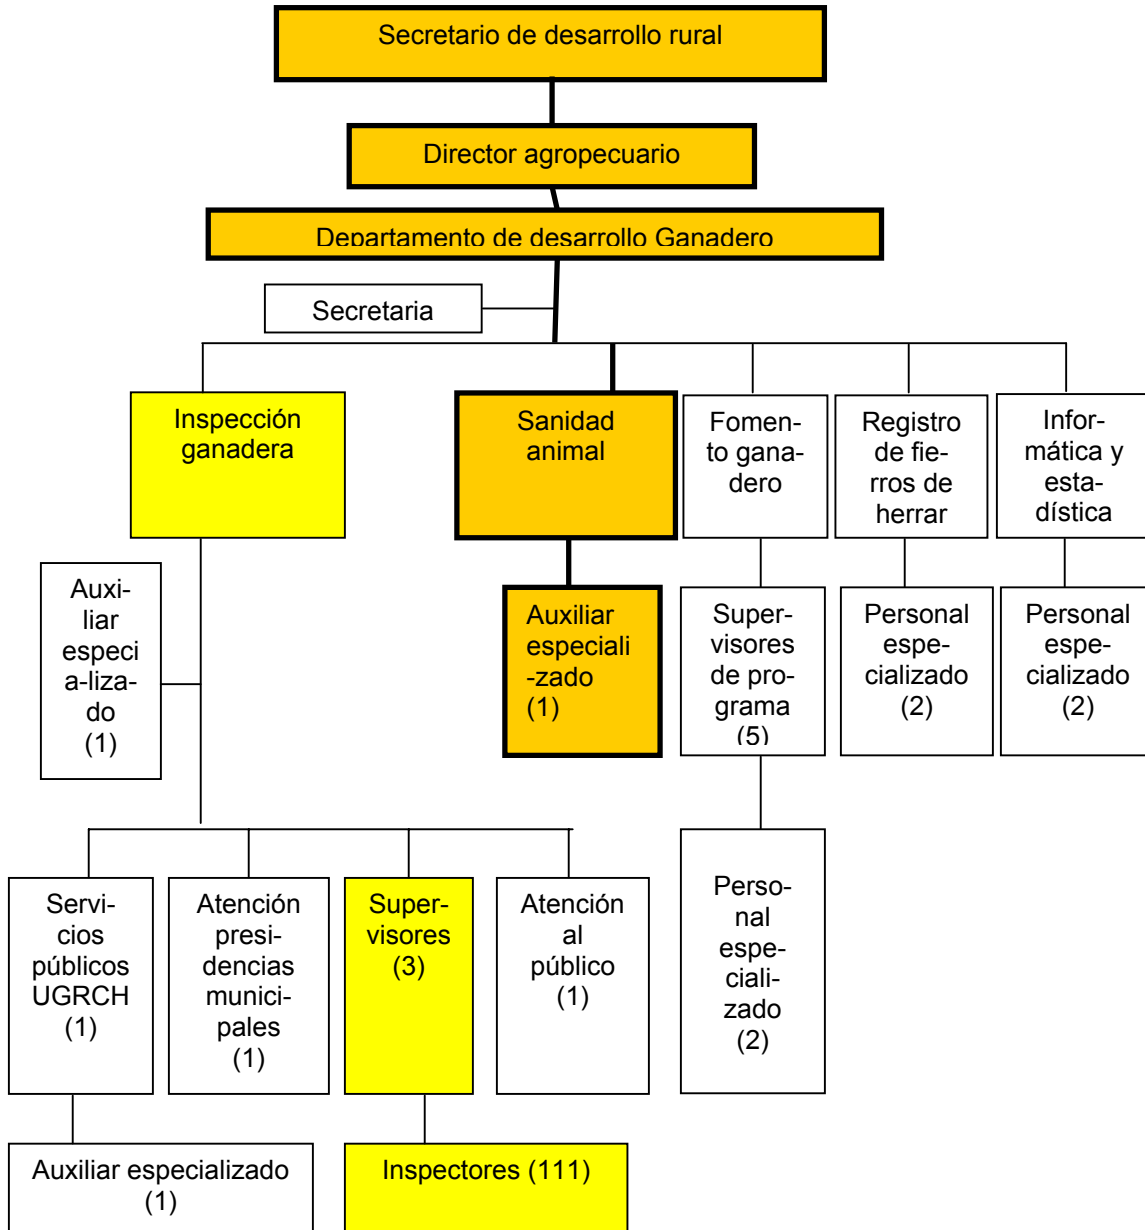 Secretario de desarrollo rural
Director agropecuario
Departamento de desarrollo Ganadero
Secretaria
Inspección
ganadera
Sanidad
animal
Fomen-
to gana-
dero
Registro
de fie-
rros de
herrar
Infor-
mática y
esta-
dística
Auxi-
liar
especi
a-liza-
do
(1)
Auxiliar
especiali
-zado
(1)
Super-
visores
de pro-
grama
(5)
Personal
espe-
cializado
(2)
Personal
espe-
cializado
(2)
Servi-
cios
públicos
UGRCH
(1)
Atención
presi-
dencias
munici-
pales
(1)
Super-
visores
(3)
Atención
al
público
(1)
Perso-
nal
espe-
ciali-
zado
(2)
Auxiliar especializado
(1)
Inspectores (111)